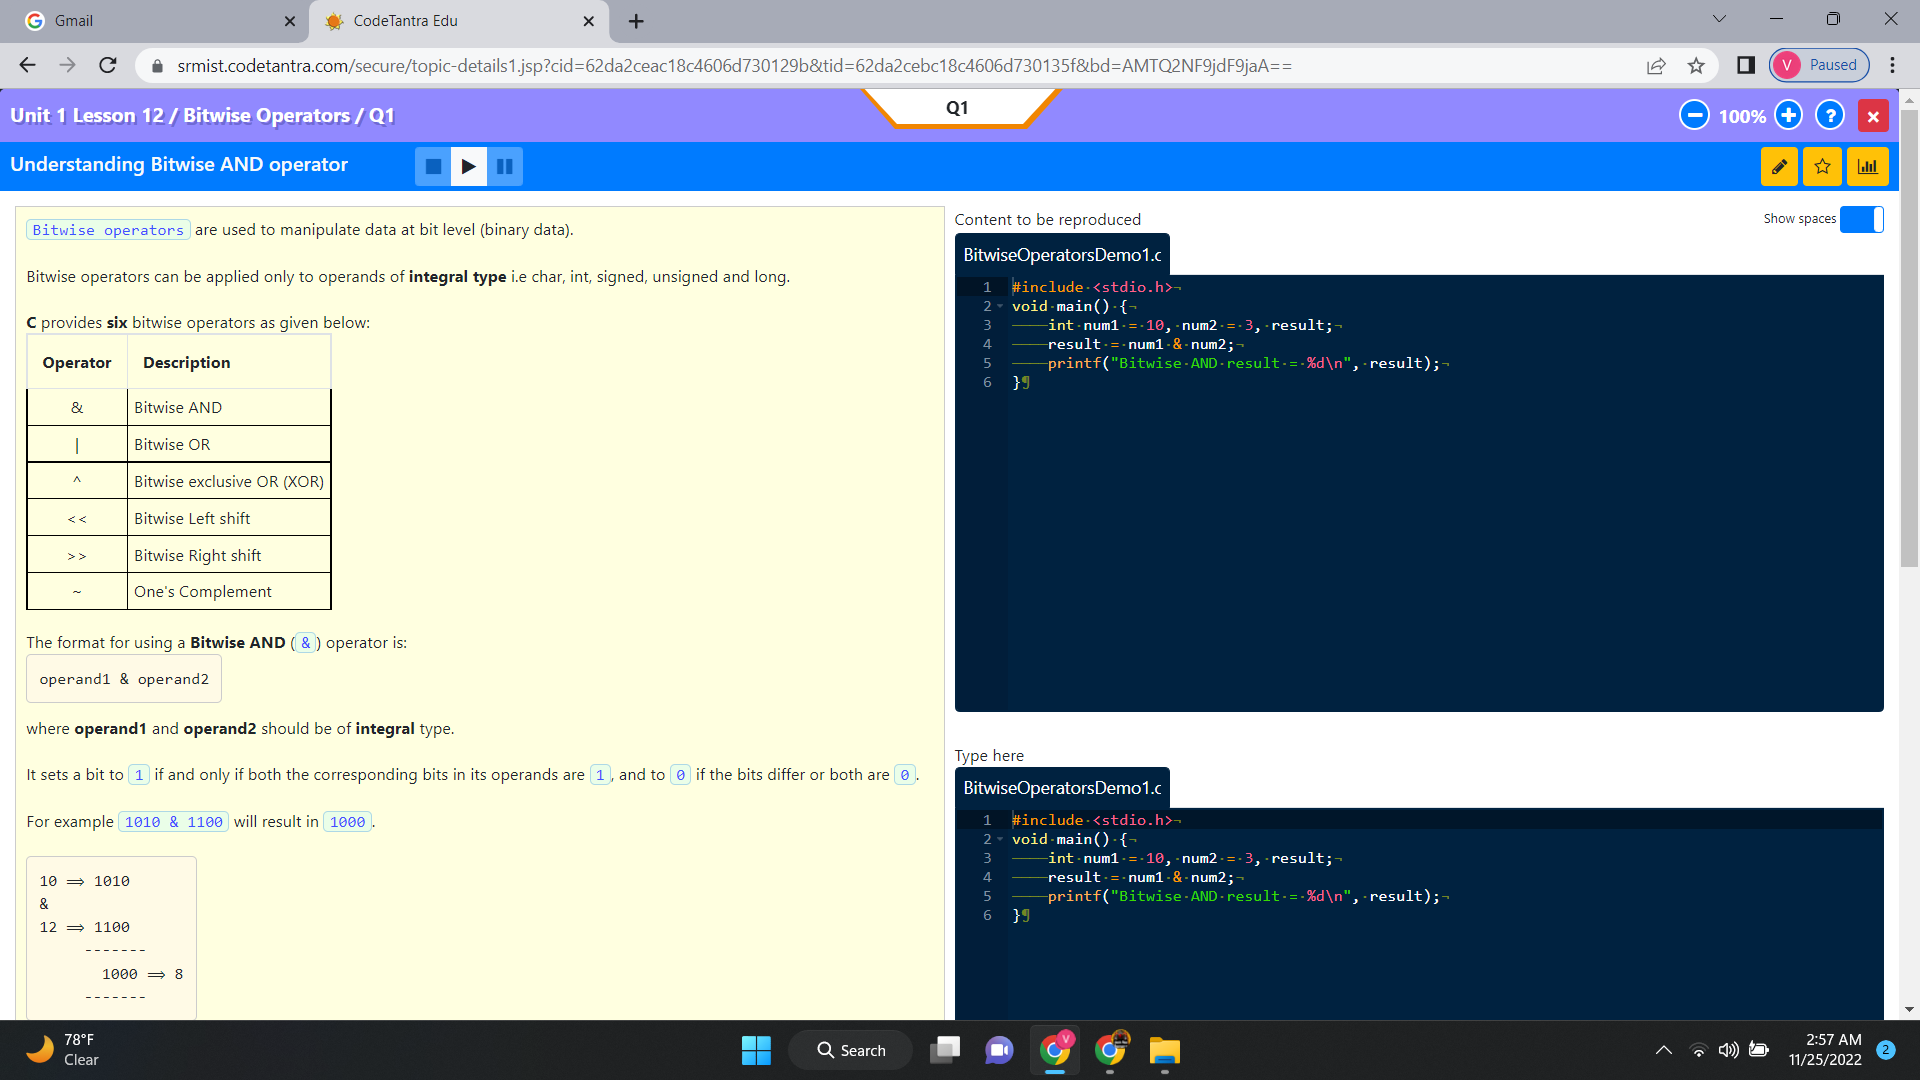 Gmail
CodeTantra Edu
srmist.codetantra.com/secure/topic-details1.jsp?cid=62da2ceac18c4606d730129b&tid=62da2cebc18c4606d730135f&bd=AMTQ2NF9jdF9jaA==
V Paused
Unit 1 Lesson 12 / Bitwise Operators / Q1
Q1
100%
?
Understanding Bitwise AND operator
Bitwise operators are used to manipulate data at bit level (binary data).
Bitwise operators can be applied only to operands of integral type i.e char, int, signed, unsigned and long.
C provides six bitwise operators as given below:
Operator Description
& Bitwise AND
| Bitwise OR
^ Bitwise exclusive OR (XOR)
<< Bitwise Left shift
>> Bitwise Right shift
~ One's Complement
The format for using a Bitwise AND ( & ) operator is:
operand1 & operand2
where operand1 and operand2 should be of integral type.
It sets a bit to 1 if and only if both the corresponding bits in its operands are 1, and to 0 if the bits differ or both are 0.
For example 1010 & 1100 will result in 1000.
10 ⟹ 1010
&
12 ⟹ 1100
-------
1000 ⟹ 8
-------
Content to be reproduced
Show spaces
BitwiseOperatorsDemo1.c
1 #include·<stdio.h>¬
2 void·main()·{¬
3 ————int·num1·=·10,·num2·=·3,·result;¬
4 ————result·=·num1·&·num2;¬
5 ————printf("Bitwise·AND·result·=·%d\n",·result);¬
6 }¶
Type here
BitwiseOperatorsDemo1.c
1 #include·<stdio.h>¬
2 void·main()·{¬
3 ————int·num1·=·10,·num2·=·3,·result;¬
4 ————result·=·num1·&·num2;¬
5 ————printf("Bitwise·AND·result·=·%d\n",·result);¬
6 }¶
78°F
Clear
Search
V
2:57 AM
11/25/2022
2